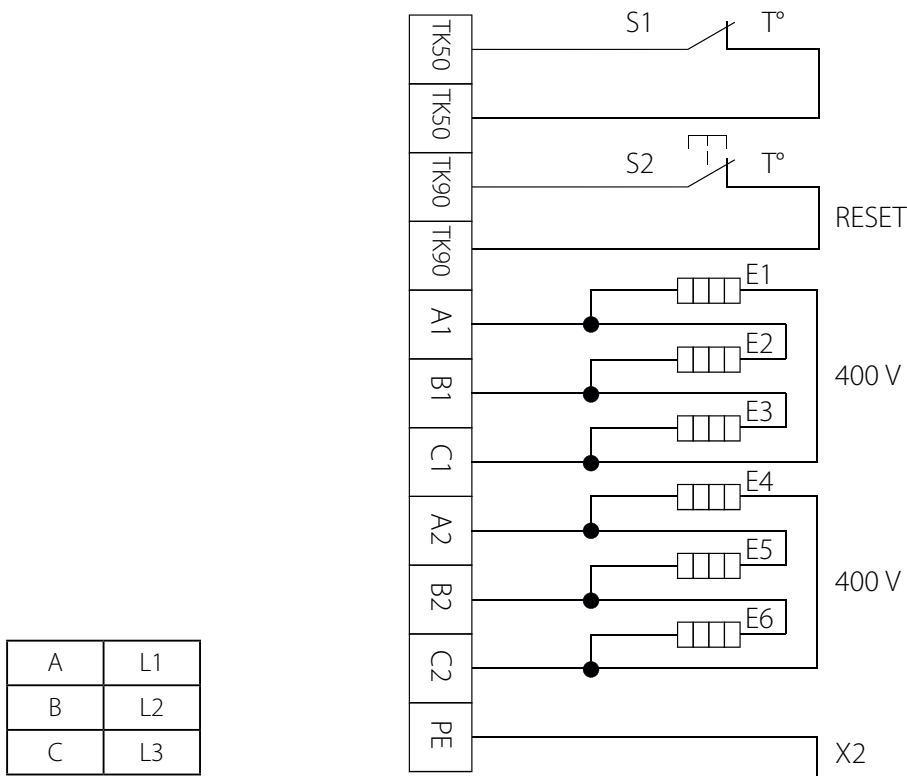 S1 T°
TK50
TK50
S2 T°
TK90
RESET
TK90
E1
A1
E2
400 V
B1
E3
C1
E4
A2
E5
400 V
B2
E6
C2
A L1
B L2
C L3
PE
X2